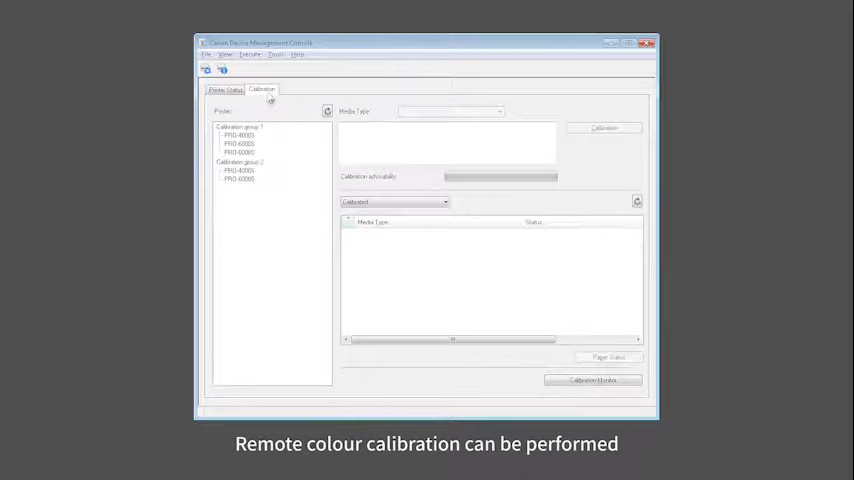 Canon Device Management Console
File View Execute Tools Help
Printer Status Calibration
Printer:
Media Type:
Calibration group 1
PRO-4000S
PRO-6000S
PRO-6000S
Calibration group 2
PRO-4000S
PRO-6000S
Calibration
Calibration advisability
Calibrated
Media Type Status
Paper Status
Calibration Monitor
Remote colour calibration can be performed